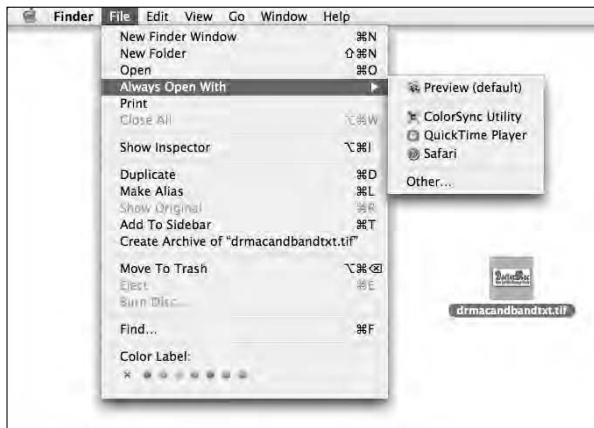 Finder File Edit View Go Window Help
New Finder Window ⌘N
New Folder ⇧⌘N
Open ⌘O
Always Open With ▶
Print
Close All ⌥⌘W
Show Inspector ⌥⌘I
Duplicate ⌘D
Make Alias ⌘L
Show Original ⌘R
Add To Sidebar ⌘T
Create Archive of “drmacandbandtxt.tif”
Move To Trash ⌥⌘⌫
Eject ⌘E
Burn Disc...
Find... ⌘F
Color Label:
Preview (default)
ColorSync Utility
QuickTime Player
Safari
Other...
drmacandbandtxt.tif